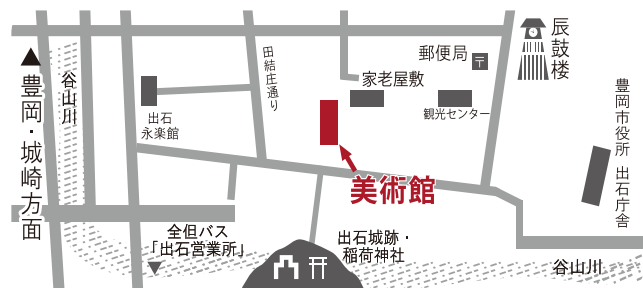 ▲豊岡・城崎方面
谷山川
出石
永楽館
田結庄通り
郵便局
〒
家老屋敷
観光センター
辰鼓楼
豊岡市役所 出石庁舎
美術館
全但バス
「出石営業所」
出石城跡・
稲荷神社
谷山川